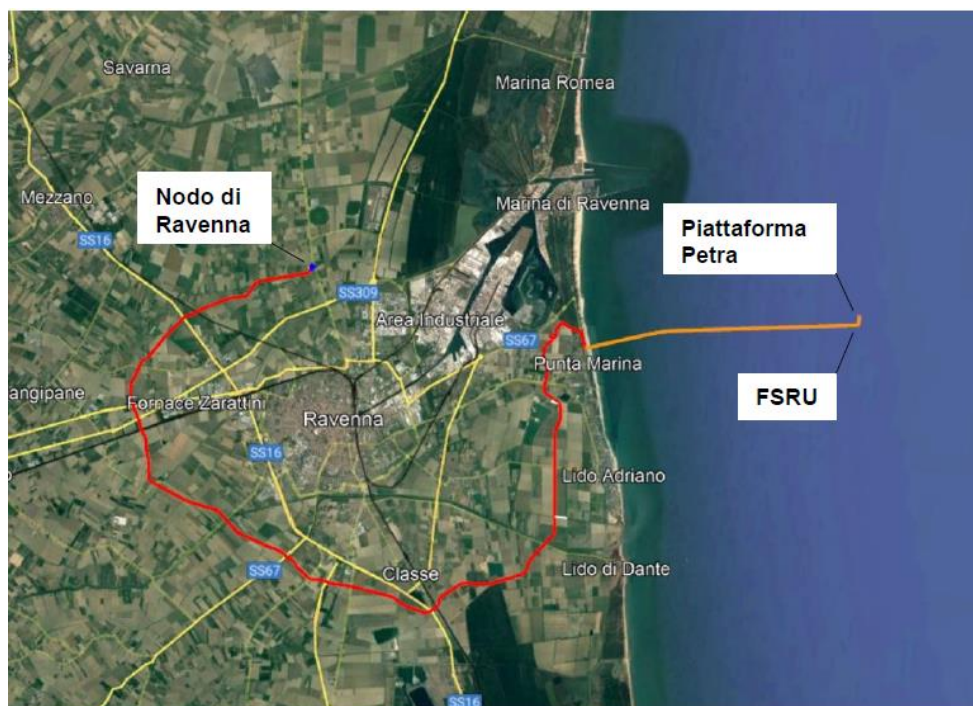 Savarna
Marina Romea
Mezzano
Nodo di
Ravenna
Marina di Ravenna
Piattaforma
Petra
SS16
SS309
Area Industriale
SS67
Punta Marina
FSRU
angipane
Fornace Zarattini
Ravenna
SS16
Lido Adriano
SS67
Classe
Lido di Dante
SS16